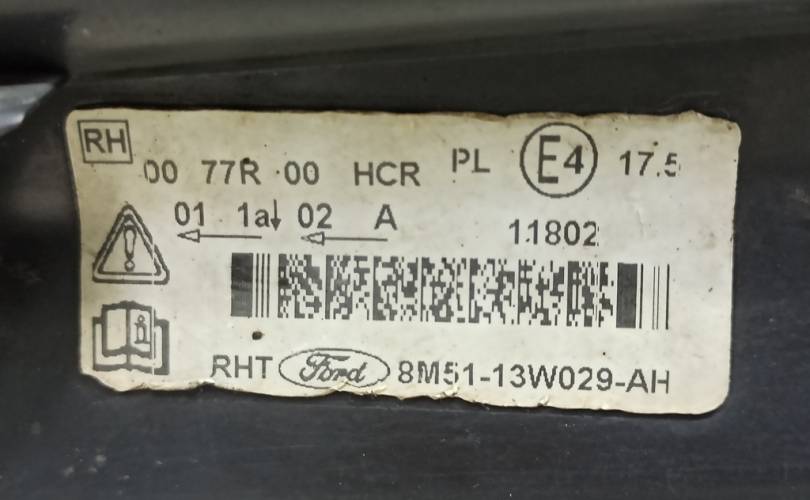 RH
00 77R 00 HCR PL E4 17.5
01 1a↓ 02 A 11802
RHT Ford 8M51-13W029-AH